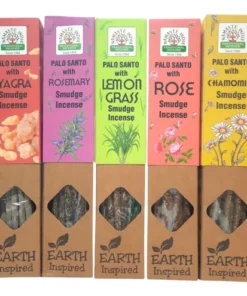 PALO SANTO
with
YAGRA
Smudge
Incense
PALO SANTO
with
ROSEMARY
Smudge
Incense
PALO SANTO
with
LEMON
GRASS
Smudge
Incense
PALO SANTO
with
ROSE
Smudge
Incense
PALO SANTO
with
CHAMOM
Smudge
Incense
EARTH
Inspired
EARTH
Inspired
EARTH
Inspired
EARTH
Inspired
EARTH
Inspired